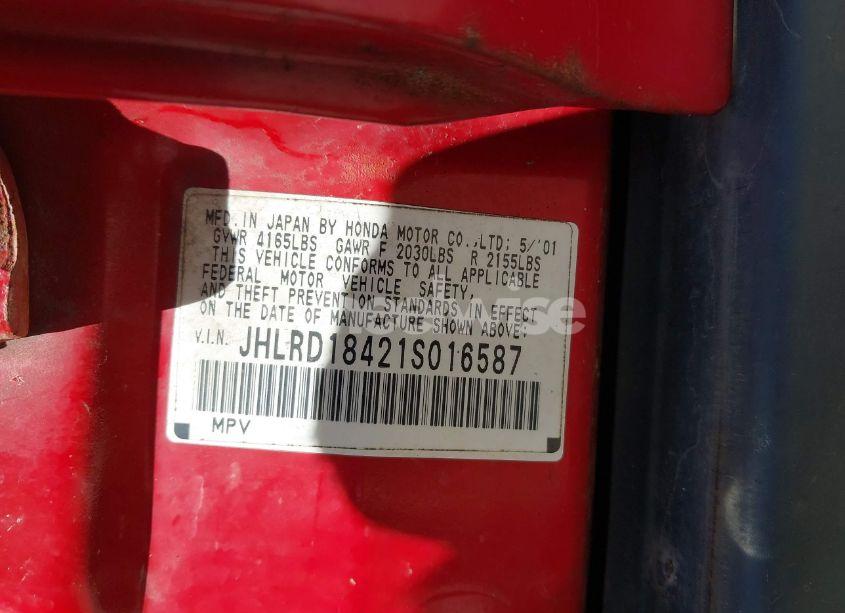 MFD. IN JAPAN BY HONDA MOTOR CO.,LTD; 5/'01
GVWR 4165LBS GAWR F 2030LBS R 2155LBS
THIS VEHICLE CONFORMS TO ALL APPLICABLE
FEDERAL MOTOR VEHICLE SAFETY,
AND THEFT PREVENTION STANDARDS IN EFFECT
ON THE DATE OF MANUFACTURE SHOWN ABOVE;
V.I.N. JHLRD18421S016587
MPV